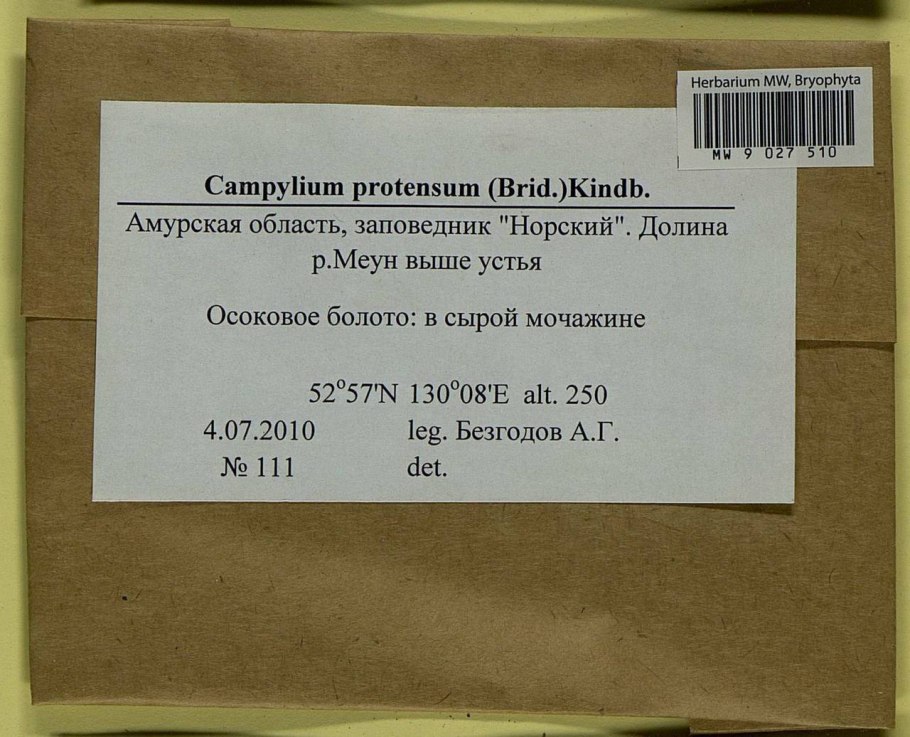 Herbarium MW, Bryophyta
MW 9 027 510
Campylium protensum (Brid.)Kindb.
Амурская область, заповедник "Норский". Долина
р.Меун выше устья
Осоковое болото: в сырой мочажине
52°57'N 130°08'E alt. 250
4.07.2010 leg. Безгодов А.Г.
№ 111 det.